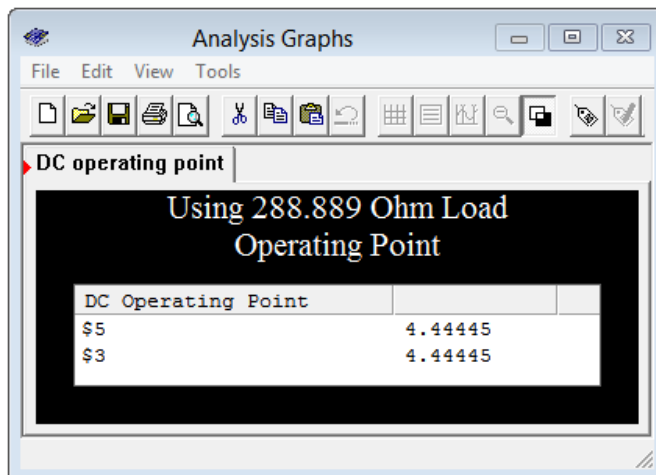 Analysis Graphs
File Edit View Tools
DC operating point
Using 288.889 Ohm Load
Operating Point
DC Operating Point
$5 4.44445
$3 4.44445